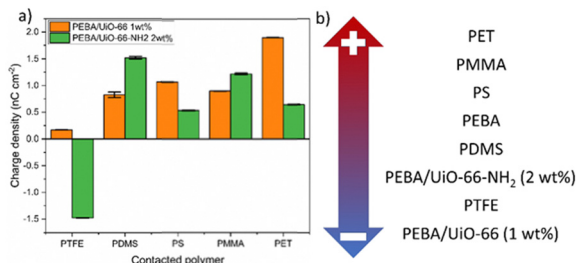 a)
PEBA/UiO-66 1wt%
PEBA/UiO-66-NH2 2wt%
Charge density (nC cm⁻²)
2.0
1.5
1.0
0.5
0.0
-0.5
-1.0
-1.5
PTFE PDMS PS PMMA PET
Contacted polymer
b)
+
PET
PMMA
PS
PEBA
PDMS
PEBA/UiO-66-NH₂ (2 wt%)
PTFE
PEBA/UiO-66 (1 wt%)
−